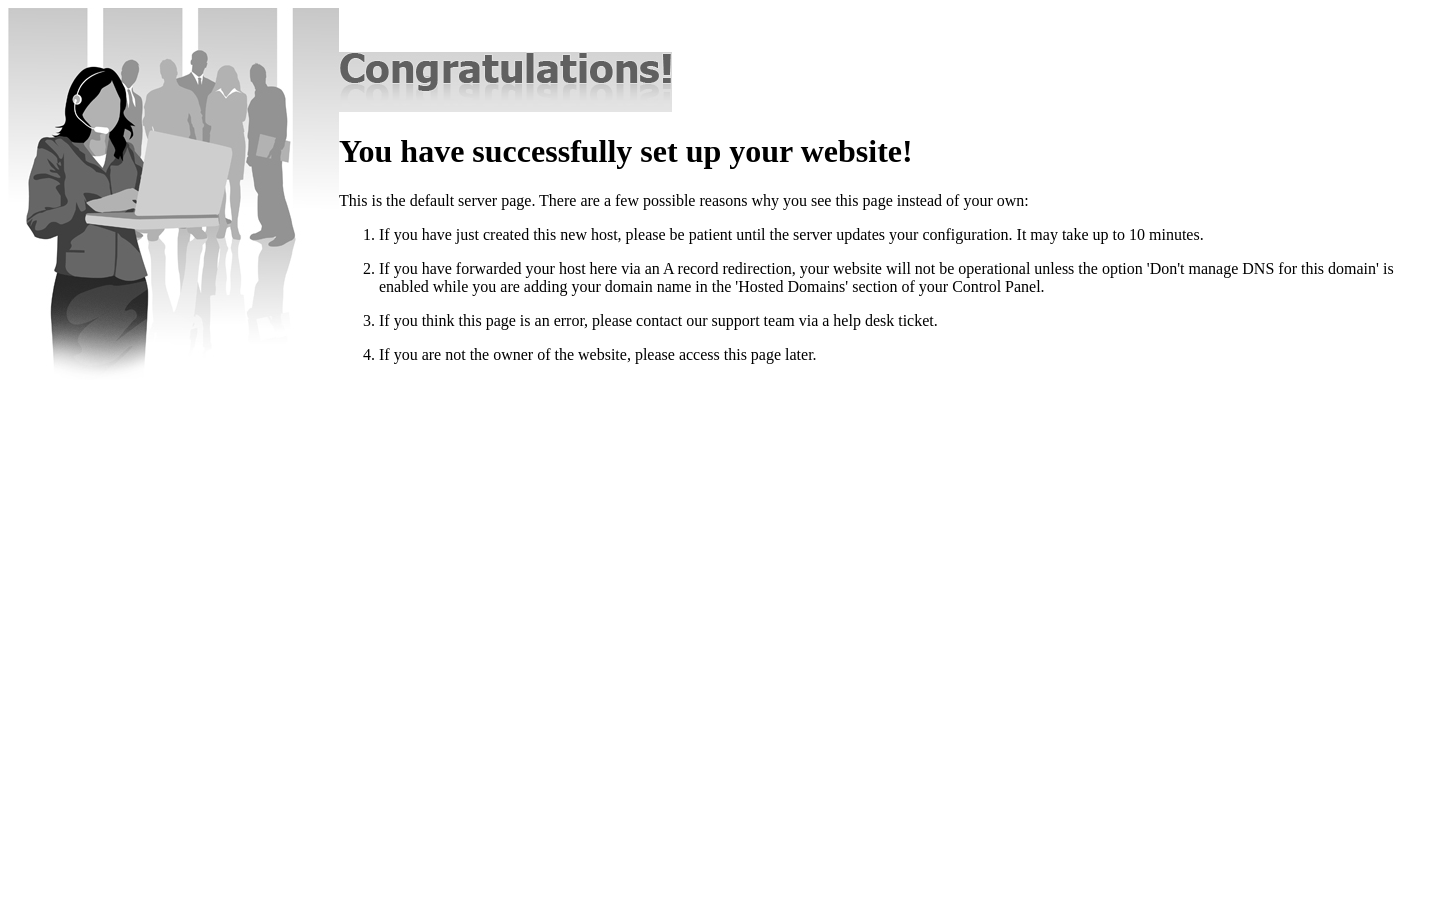 Congratulations!
You have successfully set up your website!
This is the default server page. There are a few possible reasons why you see this page instead of your own:
1. If you have just created this new host, please be patient until the server updates your configuration. It may take up to 10 minutes.
2. If you have forwarded your host here via an A record redirection, your website will not be operational unless the option 'Don't manage DNS for this domain' is
enabled while you are adding your domain name in the 'Hosted Domains' section of your Control Panel.
3. If you think this page is an error, please contact our support team via a help desk ticket.
4. If you are not the owner of the website, please access this page later.